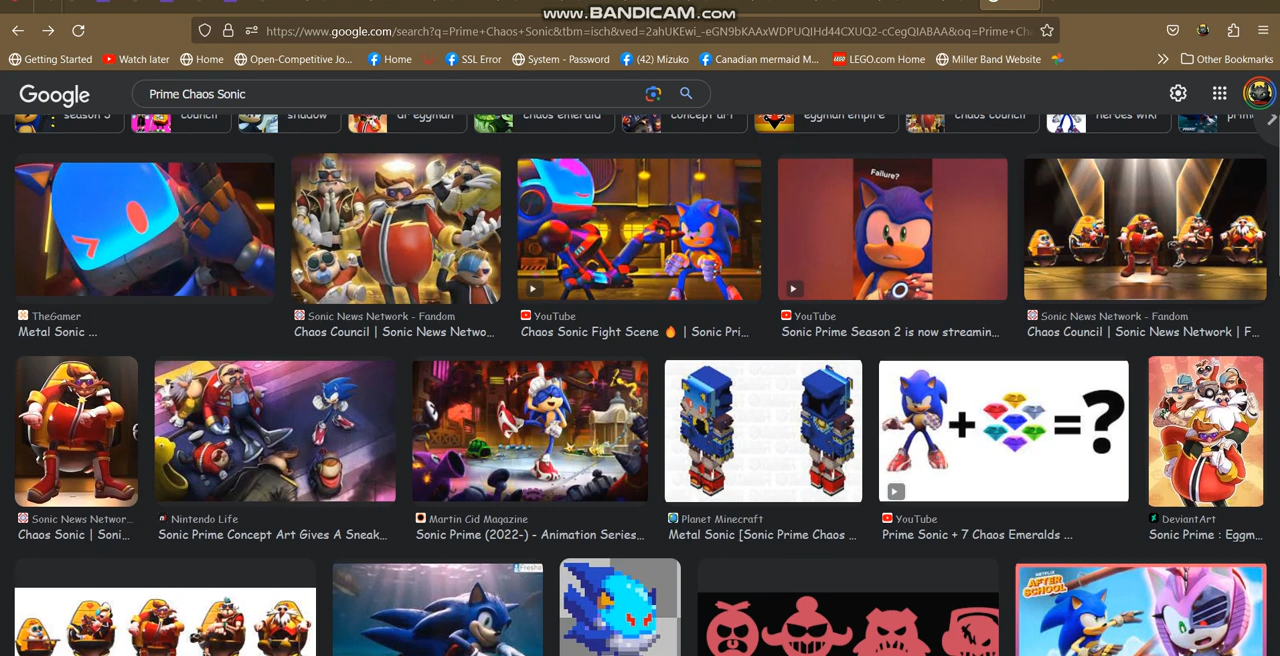 www.BANDICAM.com
https://www.google.com/search?q=Prime+Chaos+Sonic&tbm=isch&ved=2ahUKEwi_-eGN9bKAAxWDPUQIHd44CXUQ2-cCegQIABAA&oq=Prime+Ch
Getting Started
Watch later
Home
Open-Competitive Jo...
Home
SSL Error
System - Password
(42) Mizuko
Canadian mermaid M...
LEGO.com Home
Miller Band Website
Other Bookmarks
Google
Prime Chaos Sonic
season 3
council
shadow
dr eggman
chaos emerald
concept art
eggman empire
chaos council
heroes wiki
prim
Failure?
TheGamer
Metal Sonic ...
Sonic News Network - Fandom
Chaos Council | Sonic News Netwo...
YouTube
Chaos Sonic Fight Scene 🔥 | Sonic Pri...
YouTube
Sonic Prime Season 2 is now streamin...
Sonic News Network - Fandom
Chaos Council | Sonic News Network | F...
+
=?
Sonic News Networ...
Chaos Sonic | Soni...
Nintendo Life
Sonic Prime Concept Art Gives A Sneak...
Martin Cid Magazine
Sonic Prime (2022-) - Animation Series...
Planet Minecraft
Metal Sonic [Sonic Prime Chaos ...
YouTube
Prime Sonic + 7 Chaos Emeralds ...
DeviantArt
Sonic Prime : Eggm...
NETFLIX
AFTER
SCHOOL